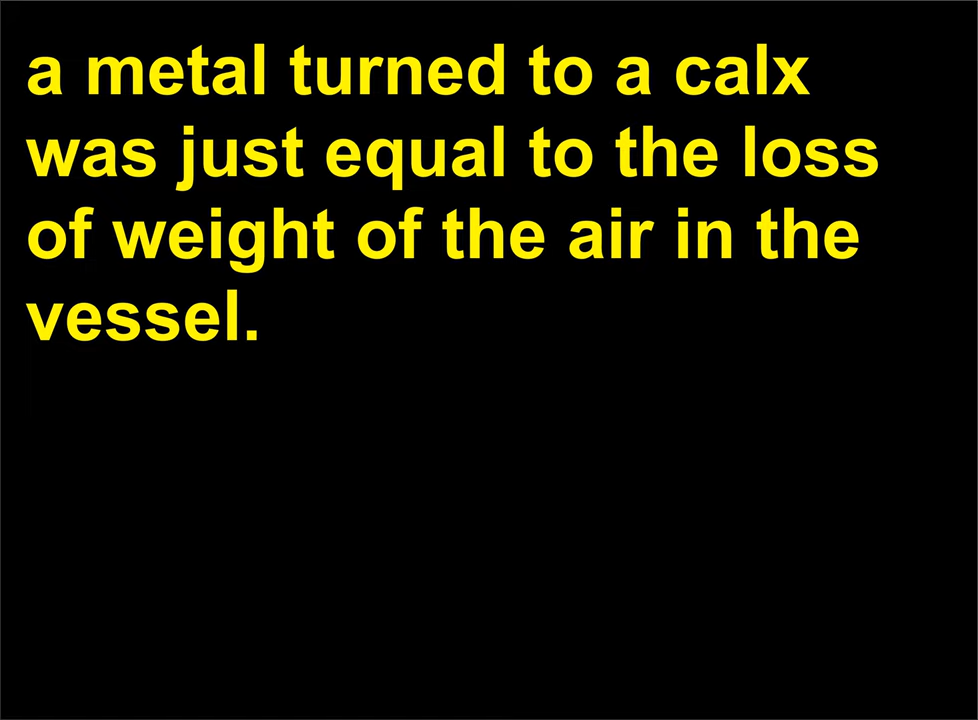 a metal turned to a calx
was just equal to the loss
of weight of the air in the
vessel.